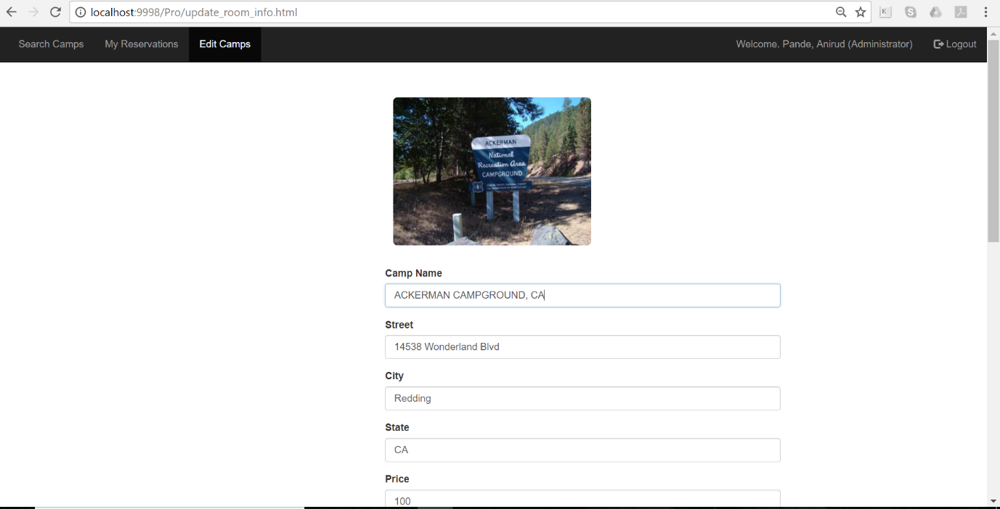 localhost:9998/Pro/update_room_info.html
Search Camps
My Reservations
Edit Camps
Welcome. Pande, Anirud (Administrator)
Logout
ACKERMAN
National
Recreation Area
CAMPGROUND
Camp Name
ACKERMAN CAMPGROUND, CA
Street
14538 Wonderland Blvd
City
Redding
State
CA
Price
100